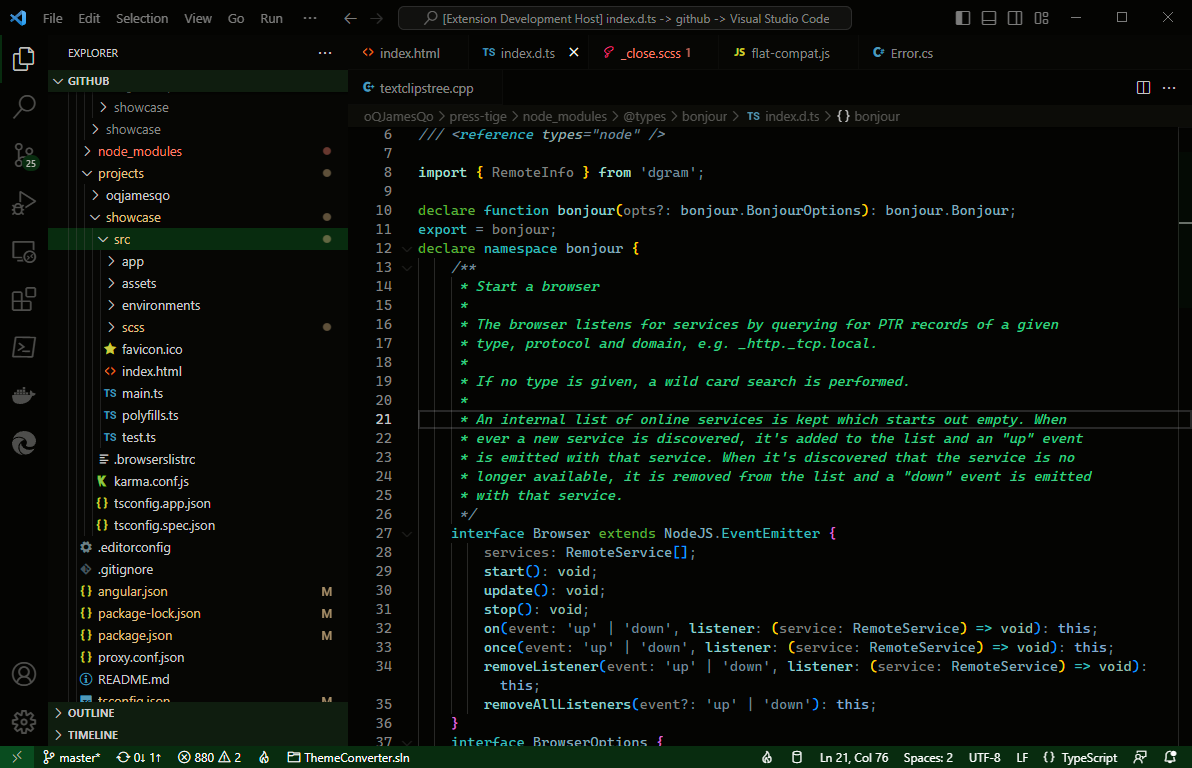 File Edit Selection View Go Run ··· [Extension Development Host] index.d.ts -> github -> Visual Studio Code
EXPLORER ···
GITHUB
showcase
showcase
node_modules
projects
oqjamesqo
showcase
src
app
assets
environments
scss
favicon.ico
index.html
TS main.ts
TS polyfills.ts
TS test.ts
.browserslistrc
karma.conf.js
{} tsconfig.app.json
{} tsconfig.spec.json
.editorconfig
.gitignore
{} angular.json M
{} package-lock.json M
{} package.json M
{} proxy.conf.json
README.md
tsconfig.json M
OUTLINE
TIMELINE
25
<> index.html TS index.d.ts _close.scss 1 JS flat-compat.js Error.cs
textclipstree.cpp ···
oQJamesQo > press-tige > node_modules > @types > bonjour > TS index.d.ts > {} bonjour
6 /// <reference types="node" />
7
8 import { RemoteInfo } from 'dgram';
9
10 declare function bonjour(opts?: bonjour.BonjourOptions): bonjour.Bonjour;
11 export = bonjour;
12 declare namespace bonjour {
13 /**
14 * Start a browser
15 *
16 * The browser listens for services by querying for PTR records of a given
17 * type, protocol and domain, e.g. _http._tcp.local.
18 *
19 * If no type is given, a wild card search is performed.
20 *
21 * An internal list of online services is kept which starts out empty. When
22 * ever a new service is discovered, it's added to the list and an "up" event
23 * is emitted with that service. When it's discovered that the service is no
24 * longer available, it is removed from the list and a "down" event is emitted
25 * with that service.
26 */
27 interface Browser extends NodeJS.EventEmitter {
28 services: RemoteService[];
29 start(): void;
30 update(): void;
31 stop(): void;
32 on(event: 'up' | 'down', listener: (service: RemoteService) => void): this;
33 once(event: 'up' | 'down', listener: (service: RemoteService) => void): this;
34 removeListener(event: 'up' | 'down', listener: (service: RemoteService) => void):
this;
35 removeAllListeners(event?: 'up' | 'down'): this;
36 }
37 interface BrowserOptions {
master* 0↓ 1↑ 880 2 ThemeConverter.sln Ln 21, Col 76 Spaces: 2 UTF-8 LF {} TypeScript